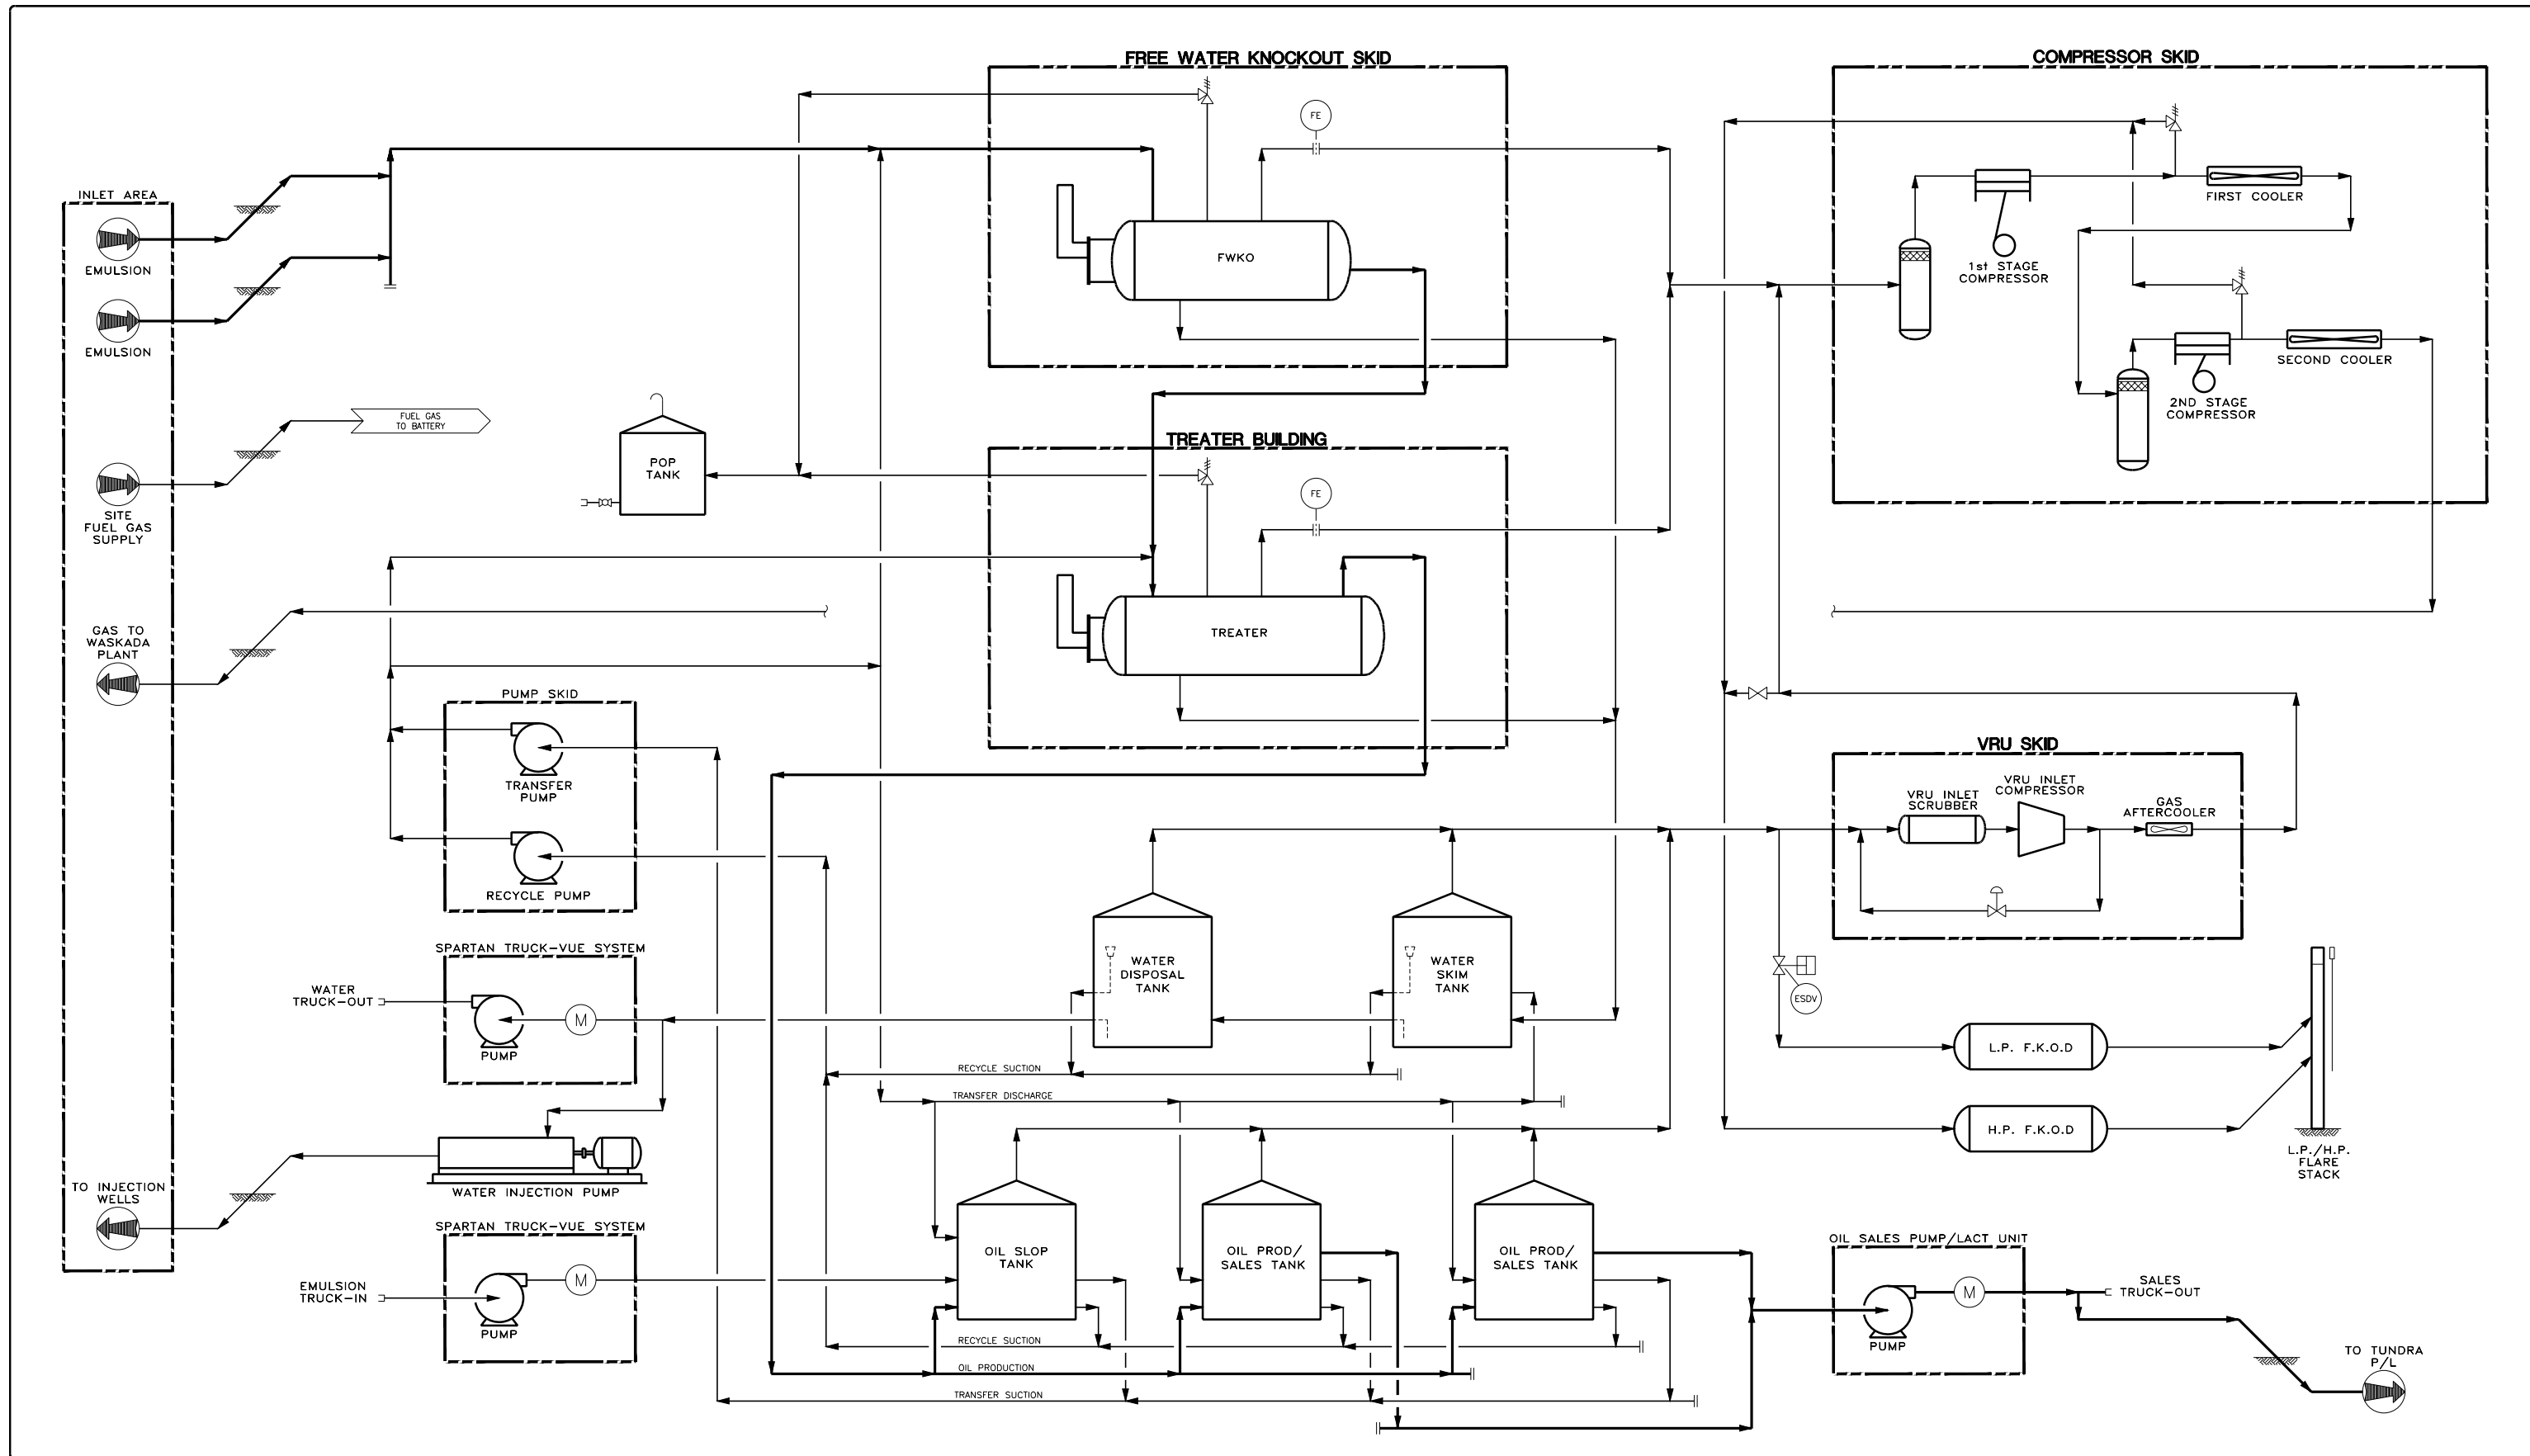 FREE WATER KNOCKOUT SKID
COMPRESSOR SKID
FE
INLET AREA
EMULSION
EMULSION
FWKO
FIRST COOLER
1st STAGE
COMPRESSOR
SECOND COOLER
2ND STAGE
COMPRESSOR
FUEL GAS
TO BATTERY
TREATER BUILDING
POP
TANK
FE
SITE
FUEL GAS
SUPPLY
TREATER
GAS TO
WASKADA
PLANT
PUMP SKID
TRANSFER
PUMP
RECYCLE PUMP
VRU SKID
VRU INLET
SCRUBBER
VRU INLET
COMPRESSOR
GAS
AFTERCOOLER
SPARTAN TRUCK-VUE SYSTEM
WATER
TRUCK-OUT
M
PUMP
WATER
DISPOSAL
TANK
WATER
SKIM
TANK
ESDV
L.P. F.K.O.D
RECYCLE SUCTION
TRANSFER DISCHARGE
H.P. F.K.O.D
L.P./H.P.
FLARE
STACK
TO INJECTION
WELLS
WATER INJECTION PUMP
SPARTAN TRUCK-VUE SYSTEM
EMULSION
TRUCK-IN
M
PUMP
OIL SLOP
TANK
OIL PROD/
SALES TANK
OIL PROD/
SALES TANK
OIL SALES PUMP/LACT UNIT
M
PUMP
SALES
TRUCK-OUT
RECYCLE SUCTION
OIL PRODUCTION
TRANSFER SUCTION
TO TUNDRA
P/L